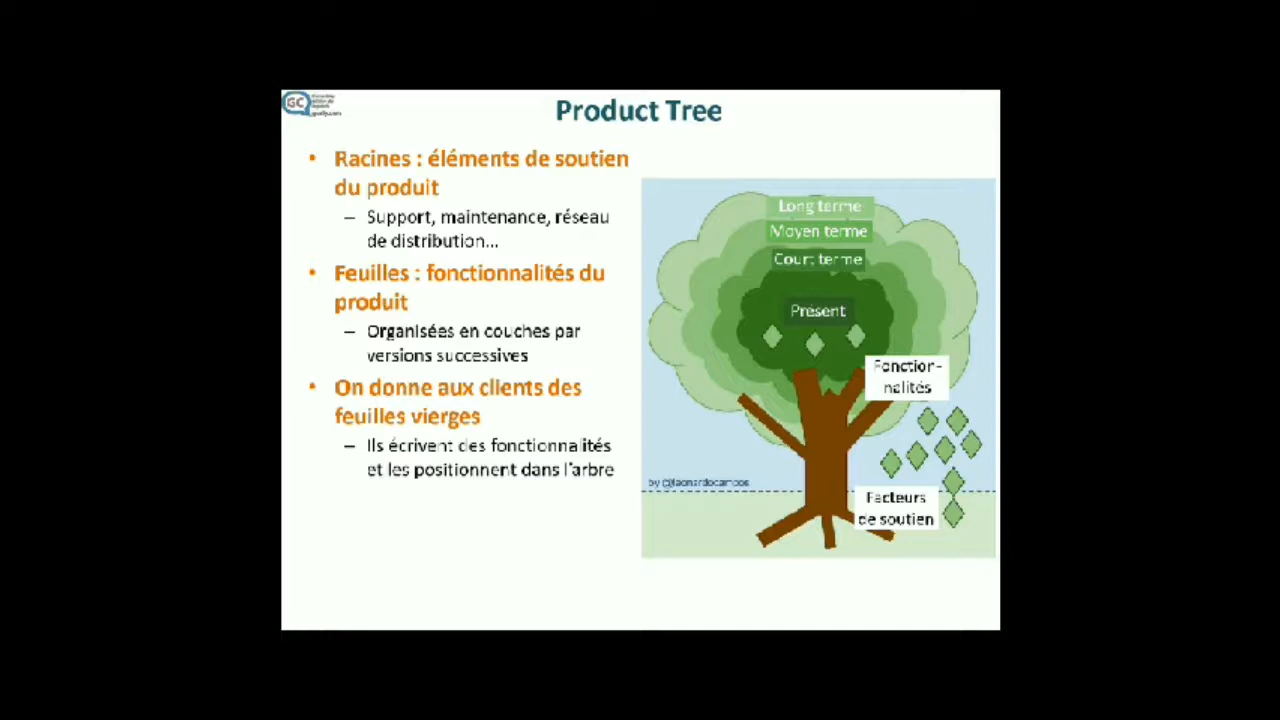 GC
Product Tree
• Racines : éléments de soutien
du produit
– Support, maintenance, réseau
de distribution...
• Feuilles : fonctionnalités du
produit
– Organisées en couches par
versions successives
• On donne aux clients des
feuilles vierges
– Ils écrivent des fonctionnalités
et les positionnent dans l'arbre
Long terme
Moyen terme
Court terme
Présent
Fonction-
nalités
by @leonardocampos
Facteurs
de soutien